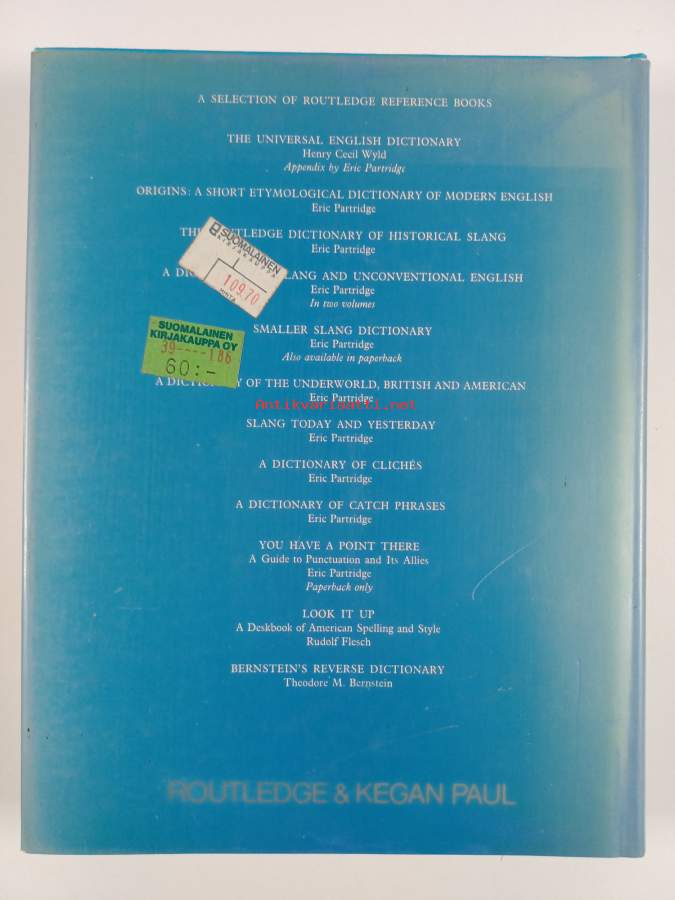 A SELECTION OF ROUTLEDGE REFERENCE BOOKS
THE UNIVERSAL ENGLISH DICTIONARY
Henry Cecil Wyld
Appendix by Eric Partridge
ORIGINS: A SHORT ETYMOLOGICAL DICTIONARY OF MODERN ENGLISH
Eric Partridge
DICTIONARY OF HISTORICAL SLANG
Eric Partridge
SUOMALAINEN
KIRJAKAUPPA
109.70
HINTA
A AND UNCONVENTIONAL ENGLISH
Eric Partridge
In two volumes
SUOMALAINEN
KIRJAKAUPPA OY
39----186
60:-
SMALLER SLANG DICTIONARY
Eric Partridge
Also available in paperback
A OF THE UNDERWORLD, BRITISH AND AMERICAN
Eric Partridge
Antikvariaatti.net
SLANG TODAY AND YESTERDAY
Eric Partridge
A DICTIONARY OF CLICHÉS
Eric Partridge
A DICTIONARY OF CATCH PHRASES
Eric Partridge
YOU HAVE A POINT THERE
A Guide to Punctuation and Its Allies
Eric Partridge
Paperback only
LOOK IT UP
A Deskbook of American Spelling and Style
Rudolf Flesch
BERNSTEIN'S REVERSE DICTIONARY
Theodore M. Bernstein
ROUTLEDGE & KEGAN PAUL